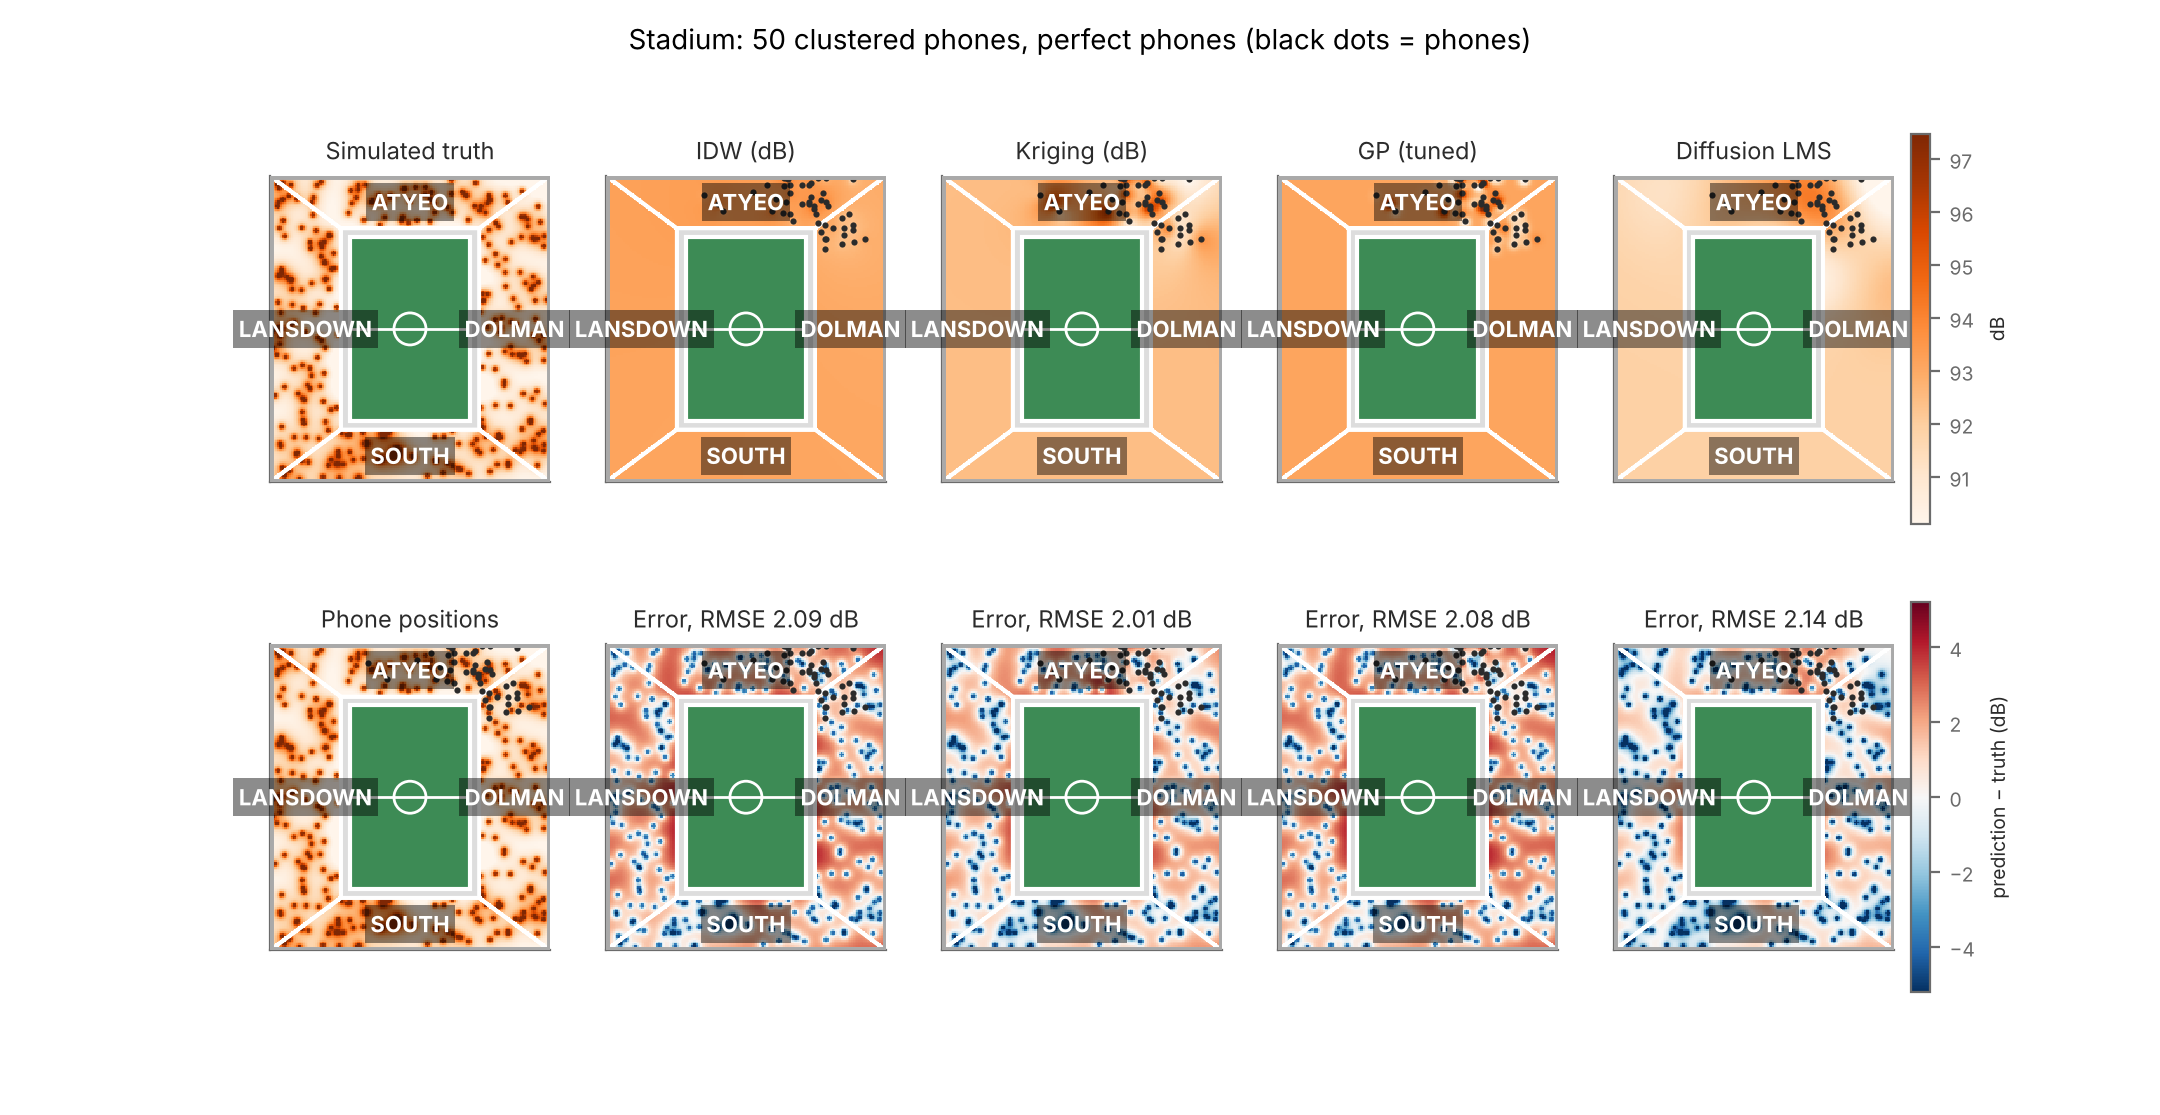 Stadium: 50 clustered phones, perfect phones (black dots = phones)
Simulated truth
IDW (dB)
Kriging (dB)
GP (tuned)
Diffusion LMS
ATYEO
ATYEO
ATYEO
ATYEO
ATYEO
LANSDOWN
DOLMAN
LANSDOWN
DOLMAN
LANSDOWN
DOLMAN
LANSDOWN
DOLMAN
LANSDOWN
DOLMAN
SOUTH
SOUTH
SOUTH
SOUTH
SOUTH
97
96
95
94
93
92
91
dB
Phone positions
Error, RMSE 2.09 dB
Error, RMSE 2.01 dB
Error, RMSE 2.08 dB
Error, RMSE 2.14 dB
ATYEO
ATYEO
ATYEO
ATYEO
ATYEO
LANSDOWN
DOLMAN
LANSDOWN
DOLMAN
LANSDOWN
DOLMAN
LANSDOWN
DOLMAN
LANSDOWN
DOLMAN
SOUTH
SOUTH
SOUTH
SOUTH
SOUTH
4
2
0
−2
−4
prediction − truth (dB)